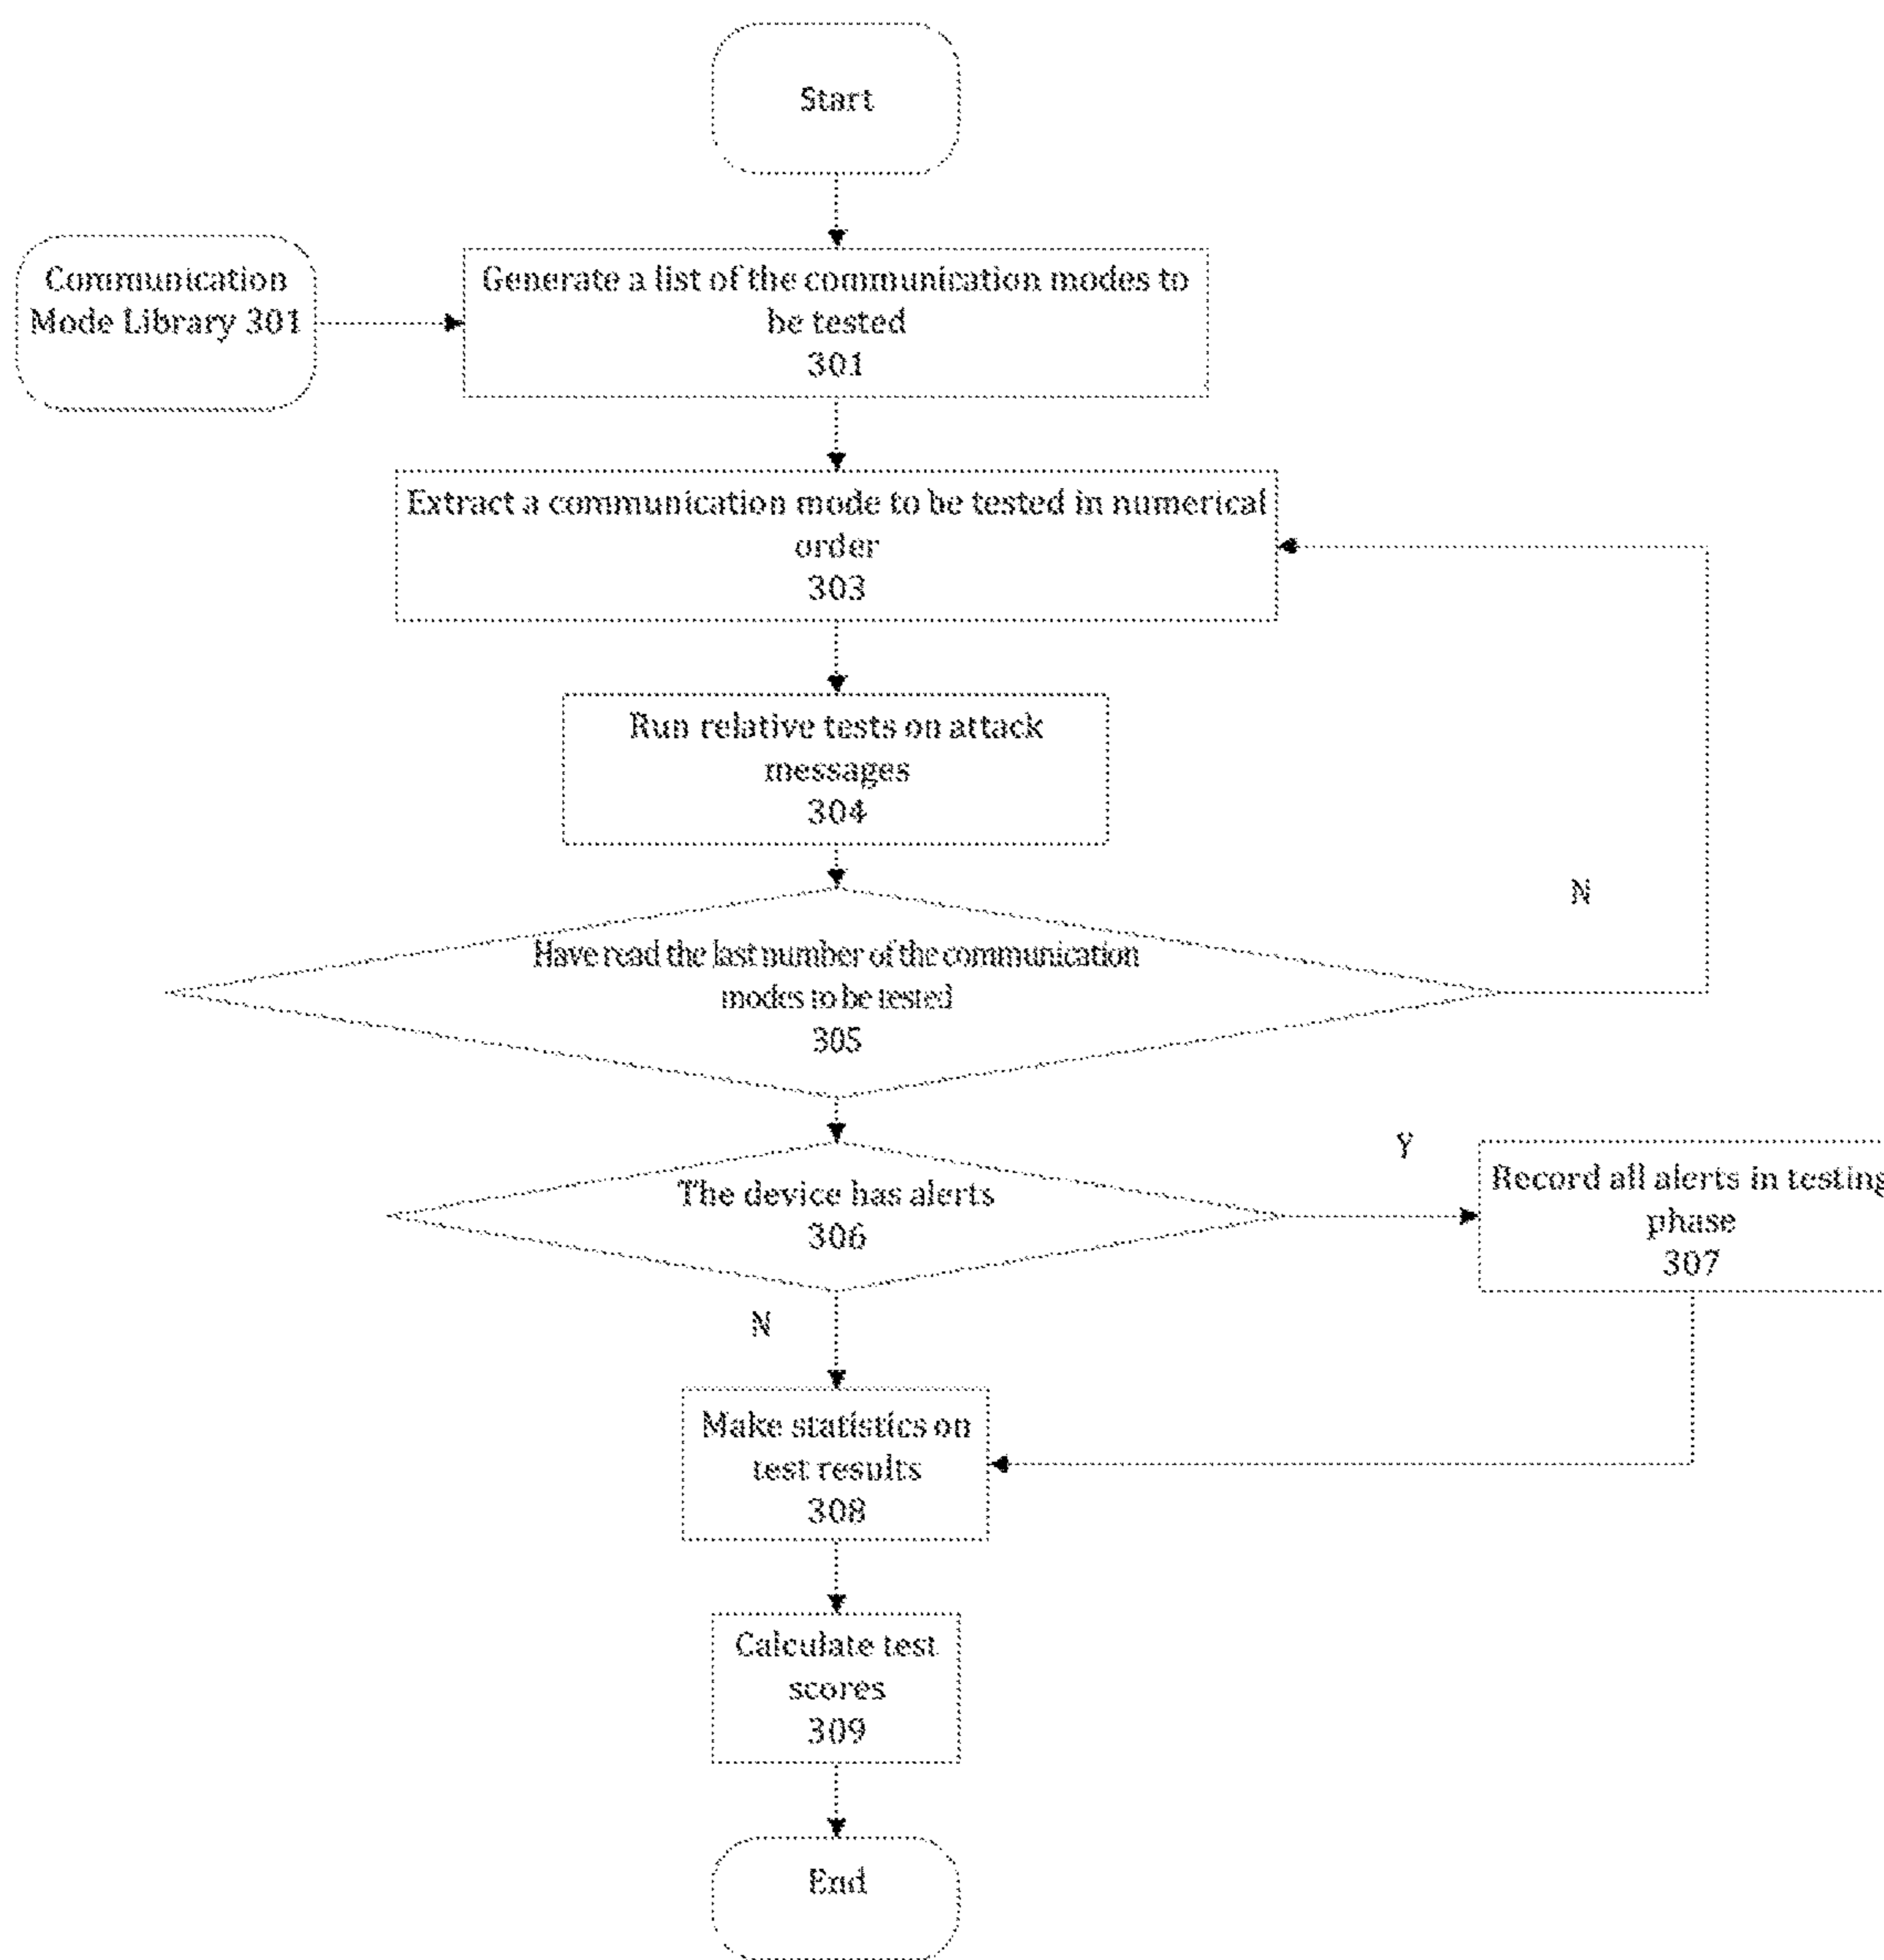 Start
Communication
Mode Library 301
Generate a list of the communication modes to
be tested
301
Extract a communication mode to be tested in numerical
order
303
Run relative tests on attack
messages
304
N
Have read the last number of the communication
modes to be tested
305
Y
The device has alerts
306
Record all alerts in testing
phase
307
N
Make statistics on
test results
308
Calculate test
scores
309
End